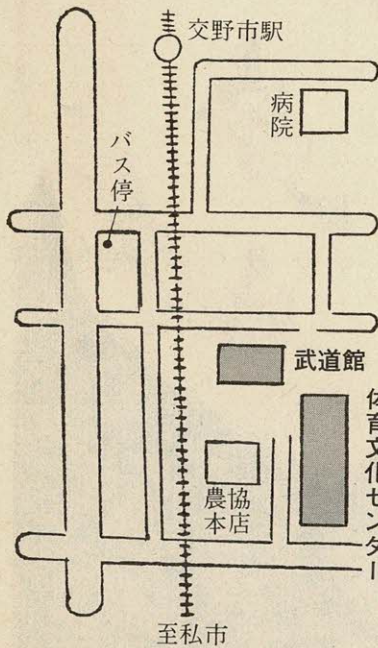 交野市駅
病院
バス停
武道館
体育文化センター
農協
本店
至私市